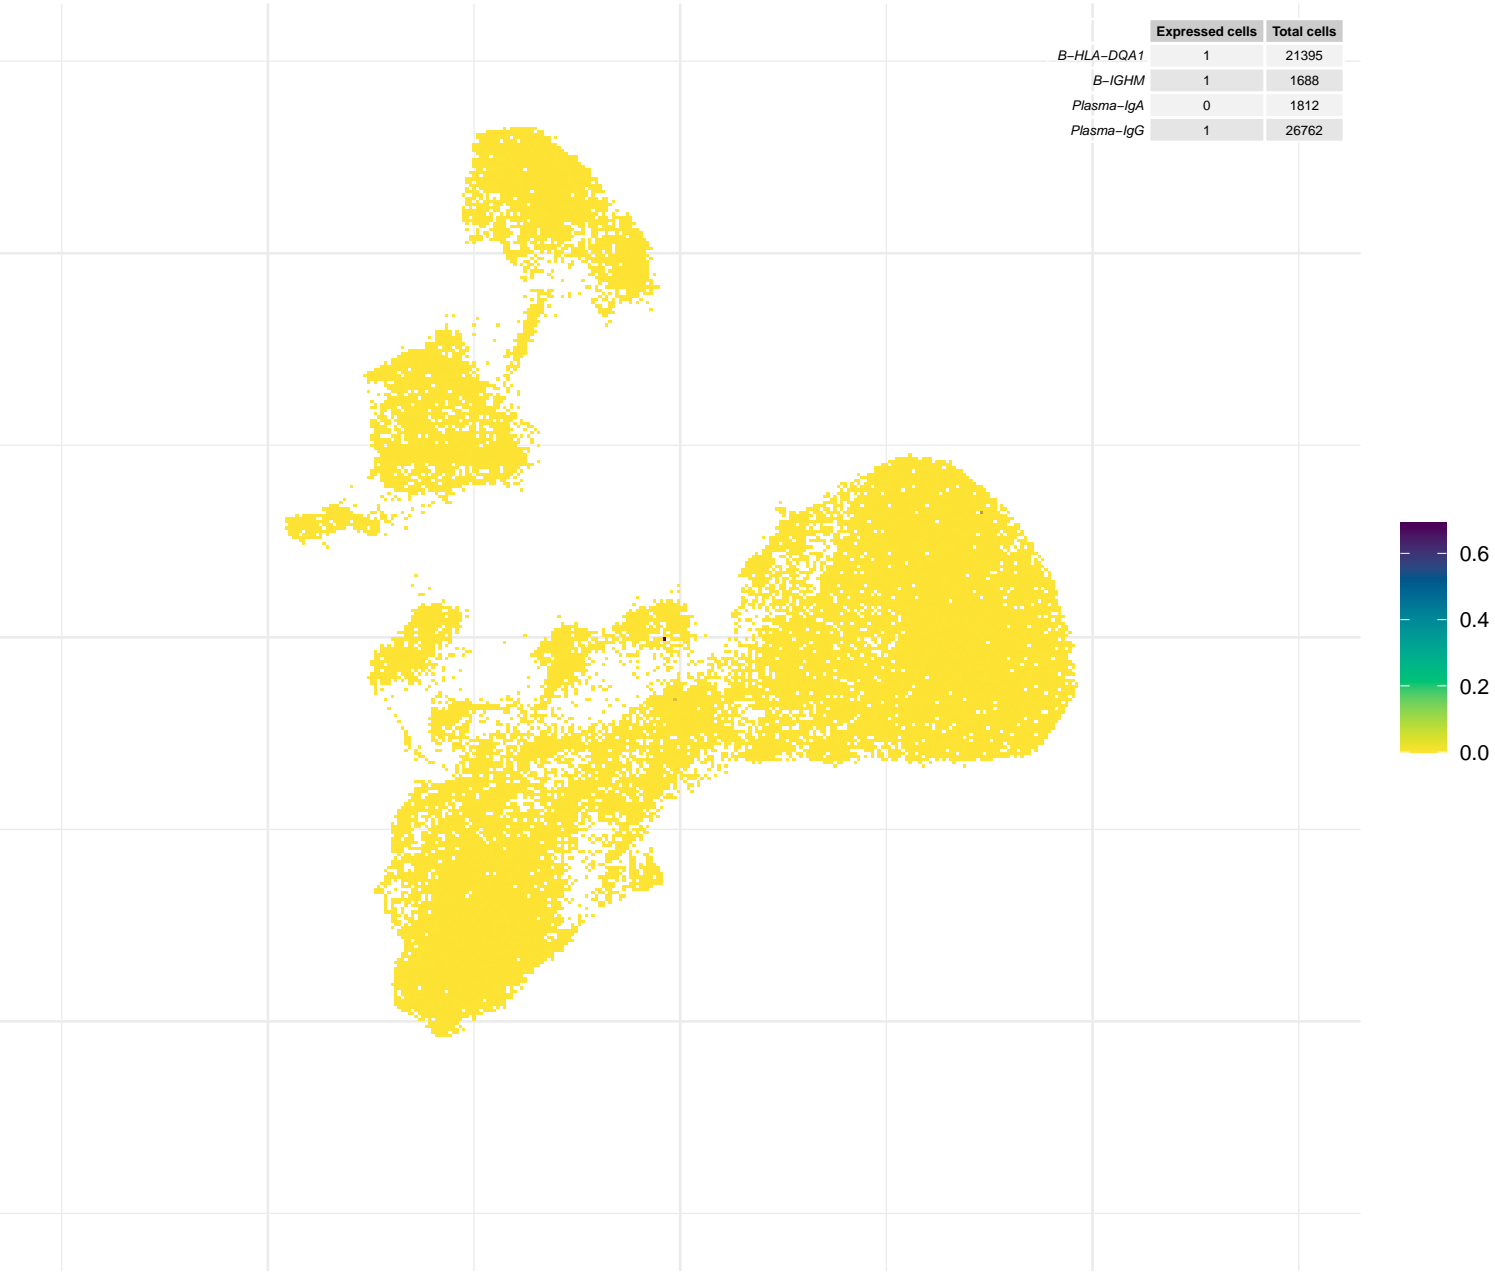 Expressed cells Total cells
B−HLA−DQA1 1 21395
B−IGHM 1 1688
Plasma−IgA 0 1812
Plasma−IgG 1 26762
0.6
0.4
0.2
0.0